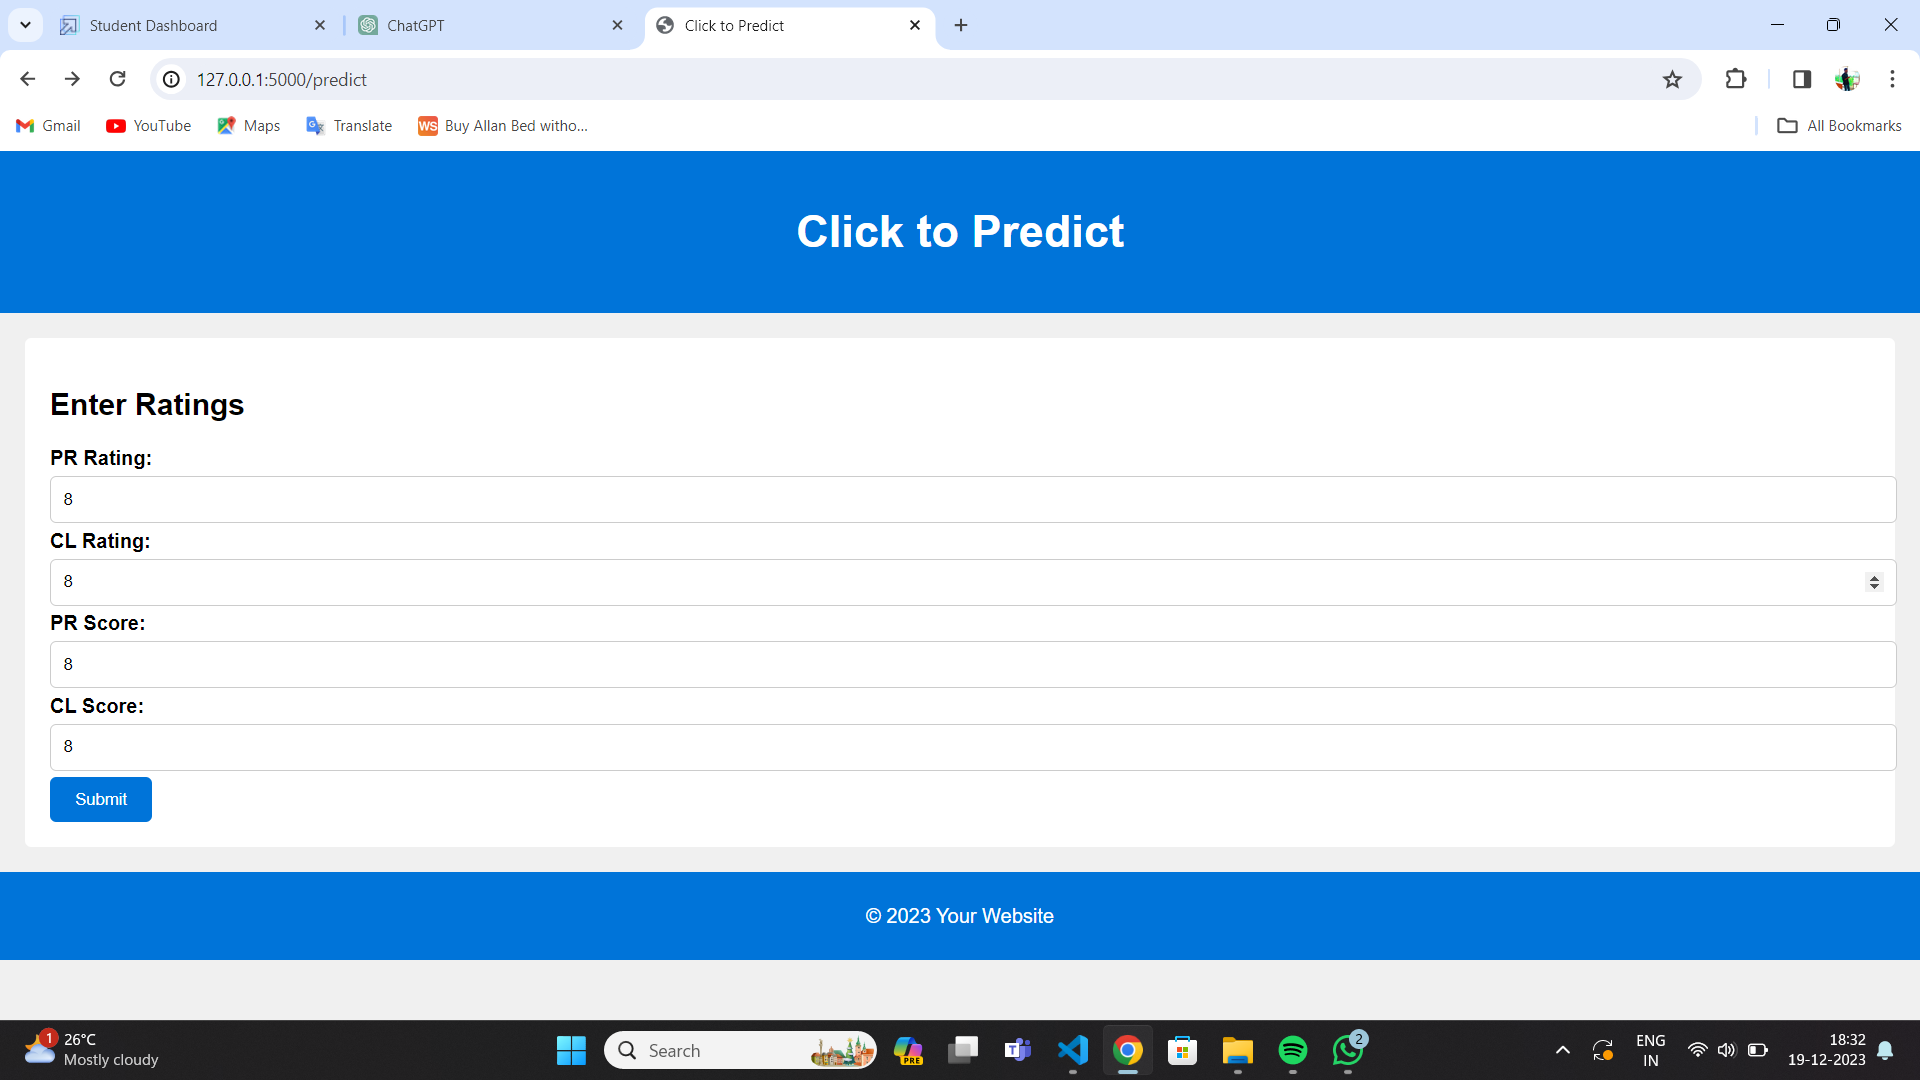 Student Dashboard
ChatGPT
Click to Predict
127.0.0.1:5000/predict
Gmail
YouTube
Maps
Translate
WS Buy Allan Bed witho...
All Bookmarks
Click to Predict
Enter Ratings
PR Rating:
8
CL Rating:
8
PR Score:
8
CL Score:
8
Submit
© 2023 Your Website
1
26°C
Mostly cloudy
Search
PRE
2
ENG
IN
18:32
19-12-2023